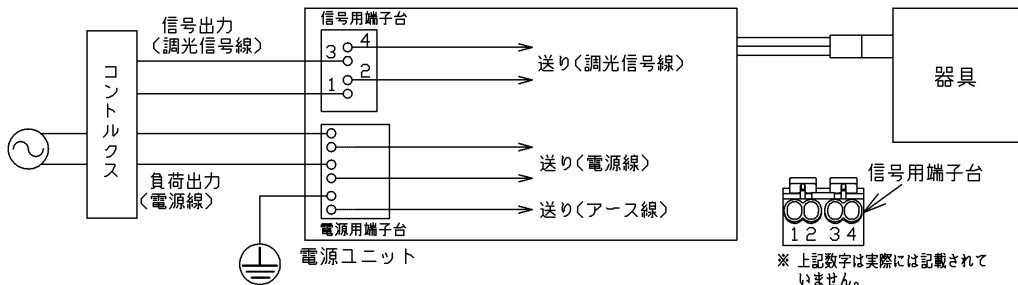 信号出力
(調光信号線)
コントルクス
負荷出力
(電源線)
信号用端子台
3
4
1
2
送り(調光信号線)
送り(電源線)
送り(アース線)
電源用端子台
電源ユニット
器具
信号用端子台
1 2 3 4
※ 上記数字は実際には記載されて
いません。